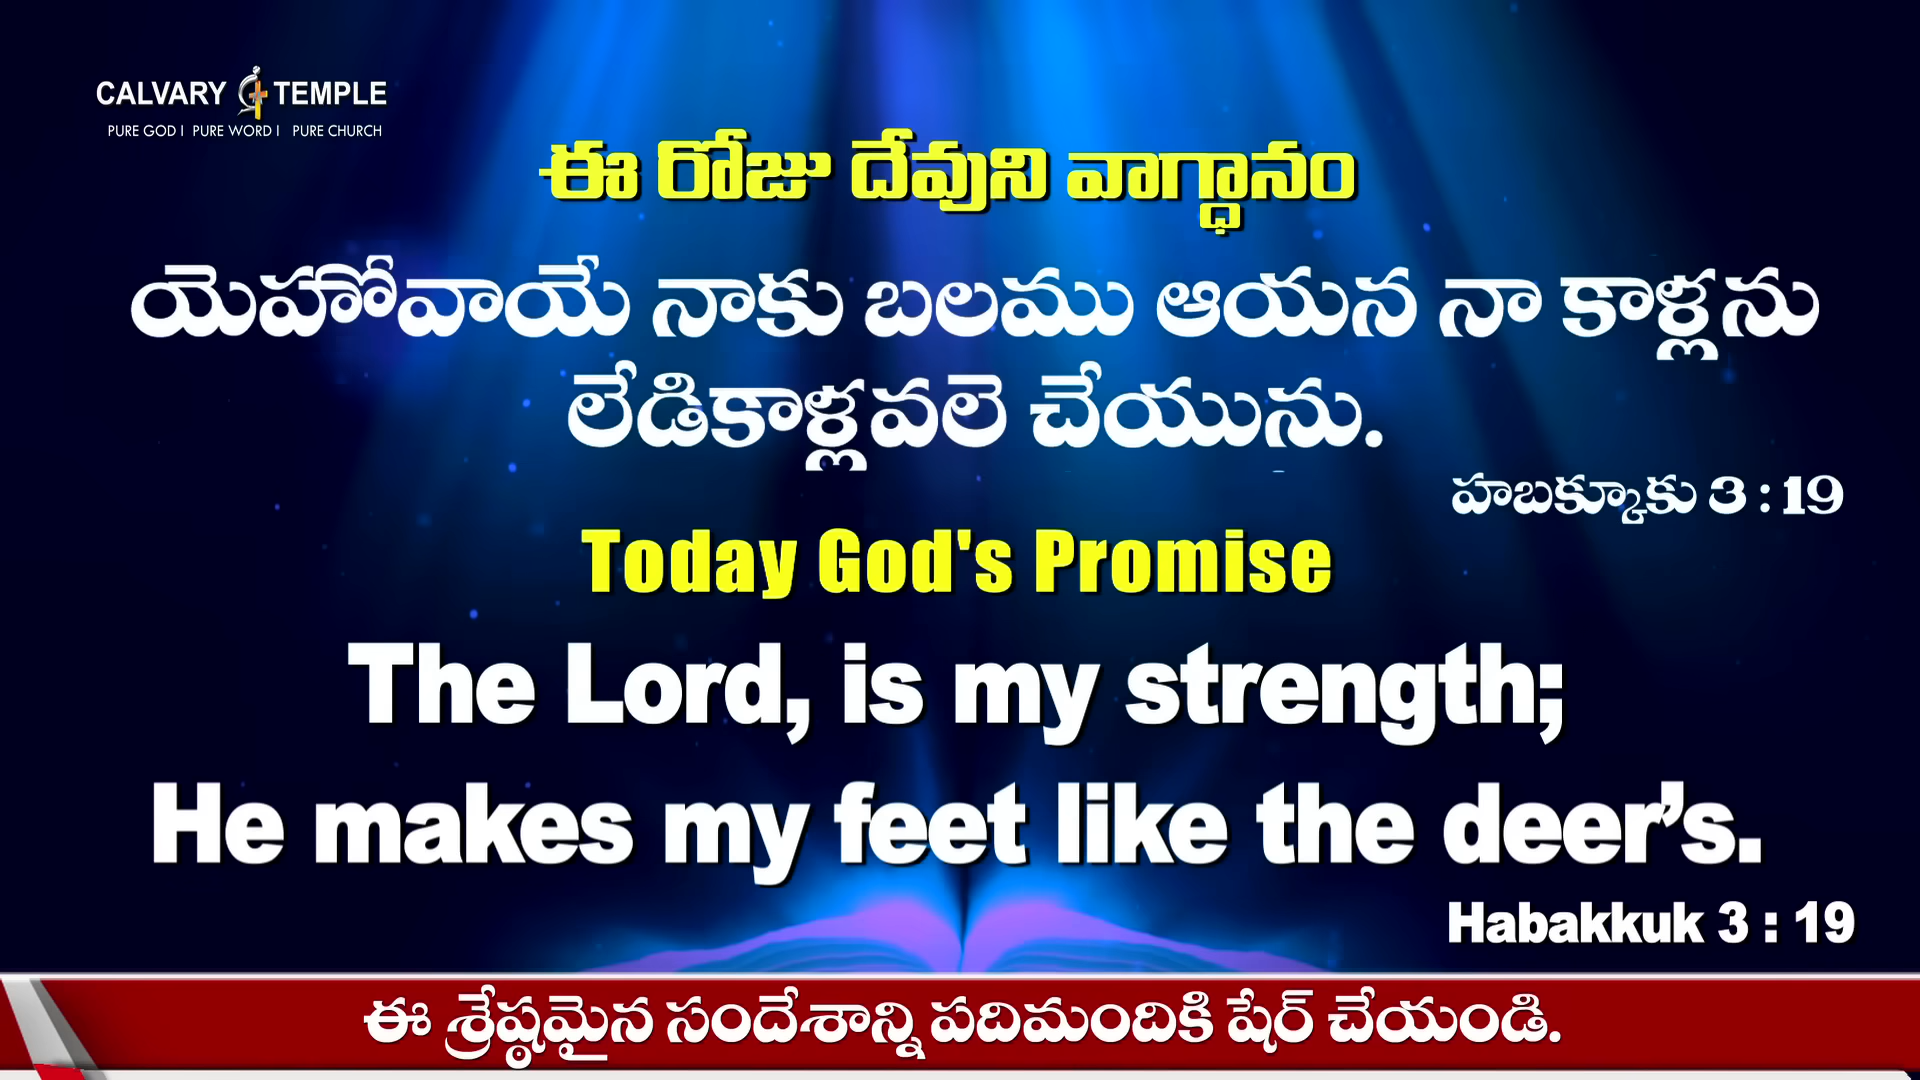 CALVARY TEMPLE
PURE GOD I PURE WORD I PURE CHURCH
ఈ రోజు దేవుని వాగ్ధానం
యెహోవాయే నాకు బలము ఆయన నా కాళ్లను
లేడికాళ్లవలె చేయును.
హబక్కూకు 3 : 19
Today God's Promise
The Lord, is my strength;
He makes my feet like the deer’s.
Habakkuk 3 : 19
ఈ శ్రేష్ఠమైన సందేశాన్ని పదిమందికి షేర్ చేయండి.